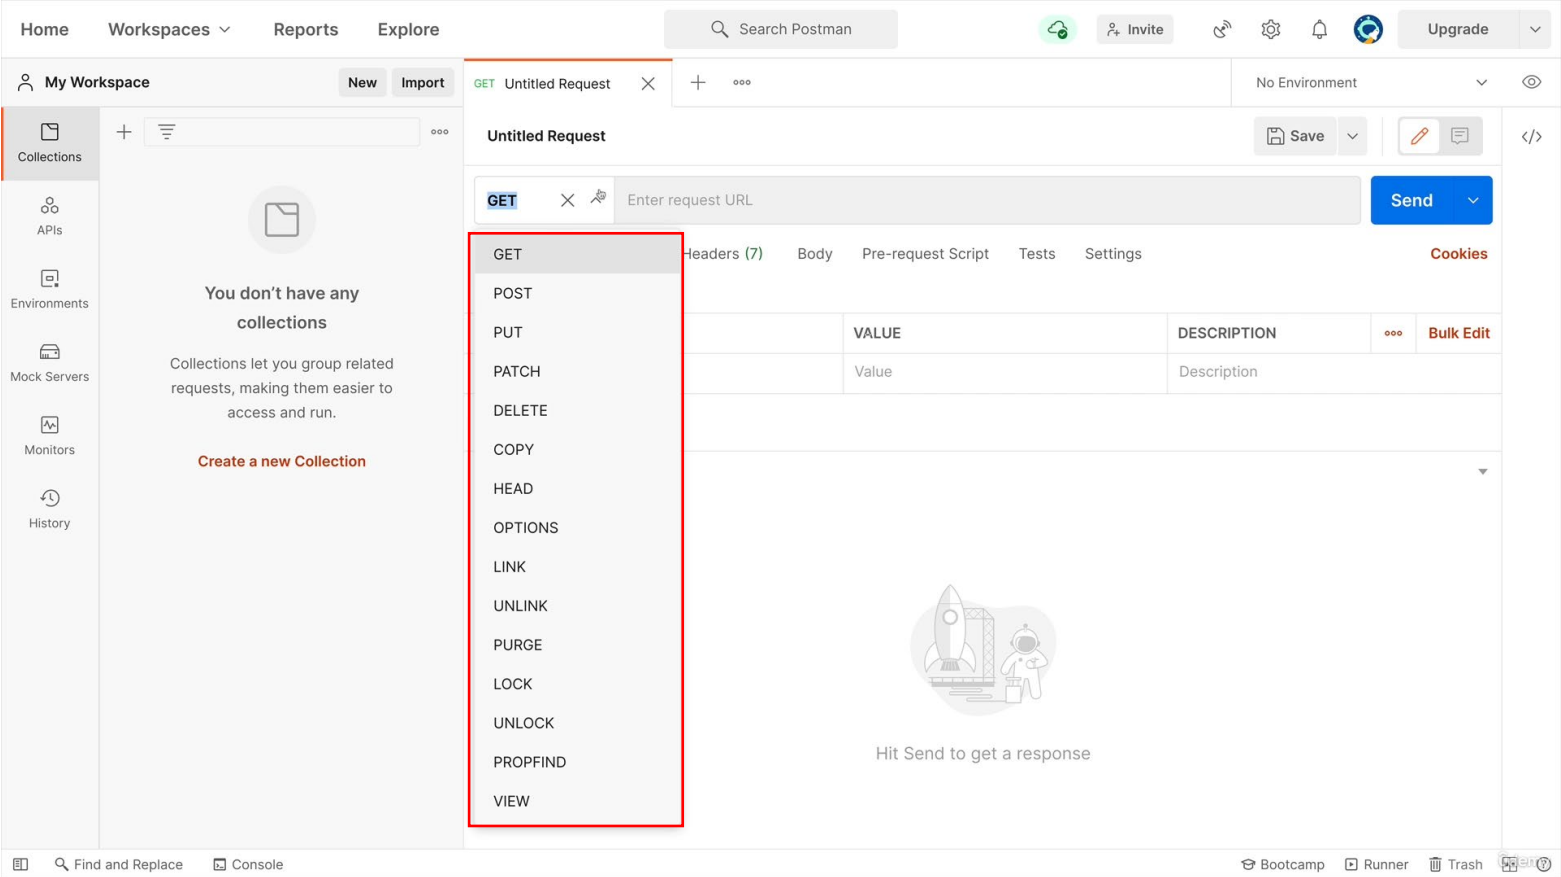 Home Workspaces Reports Explore Search Postman Invite Upgrade
My Workspace New Import GET Untitled Request No Environment
Collections
APIs
Environments
Mock Servers
Monitors
History
You don’t have any
collections
Collections let you group related
requests, making them easier to
access and run.
Create a new Collection
Untitled Request Save
GET Enter request URL Send
Headers (7) Body Pre-request Script Tests Settings Cookies
VALUE DESCRIPTION Bulk Edit
Value Description
GET
POST
PUT
PATCH
DELETE
COPY
HEAD
OPTIONS
LINK
UNLINK
PURGE
LOCK
UNLOCK
PROPFIND
VIEW
Hit Send to get a response
Find and Replace Console Bootcamp Runner Trash